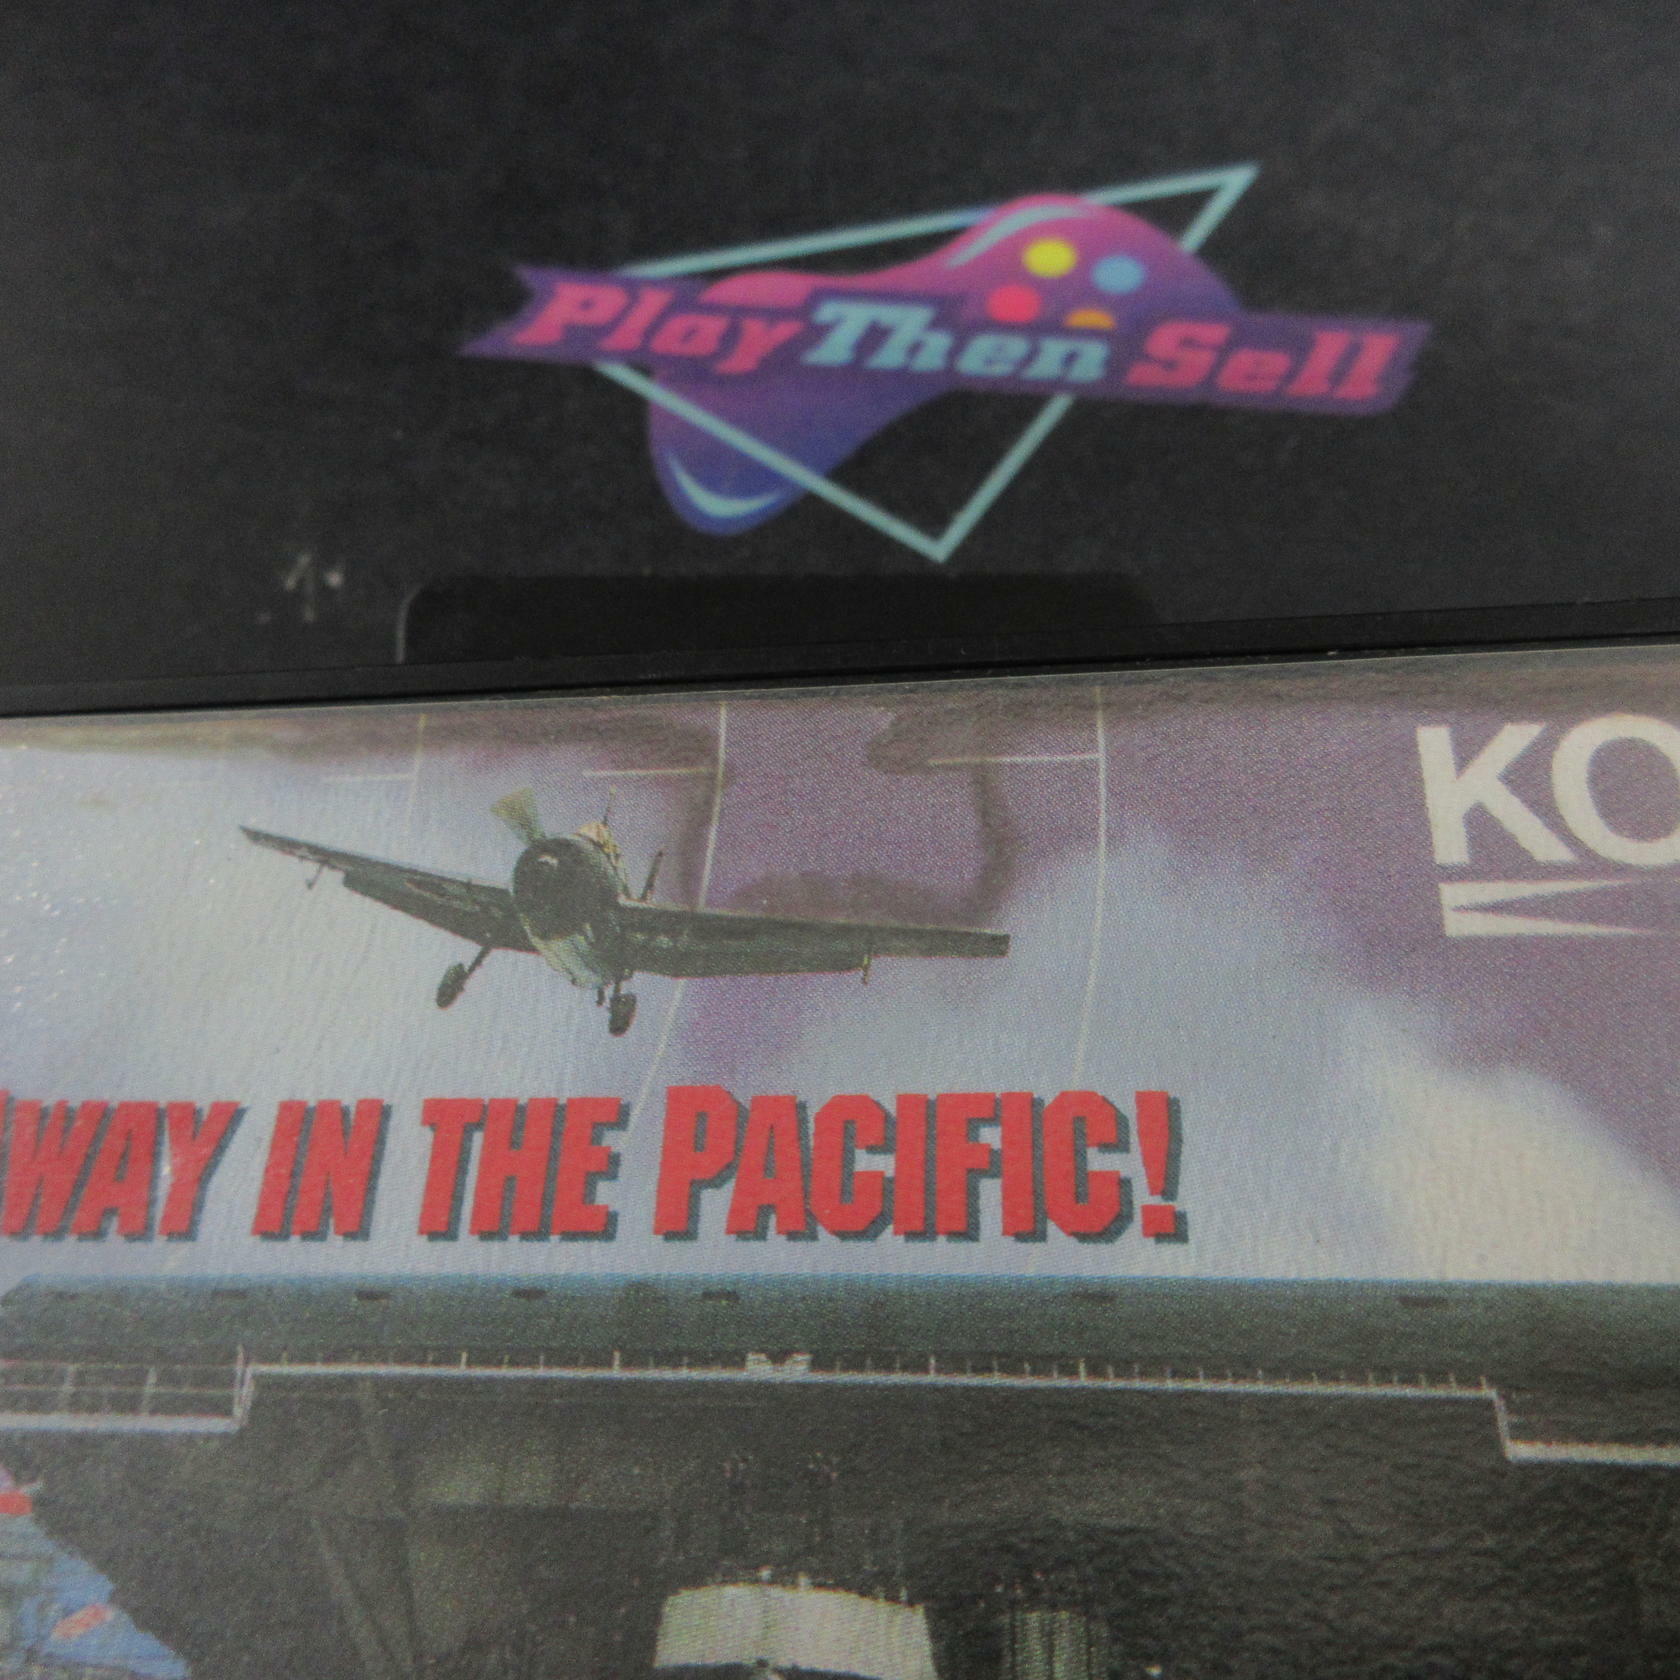 Play Then Sell
KO
WAY IN THE PACIFIC!